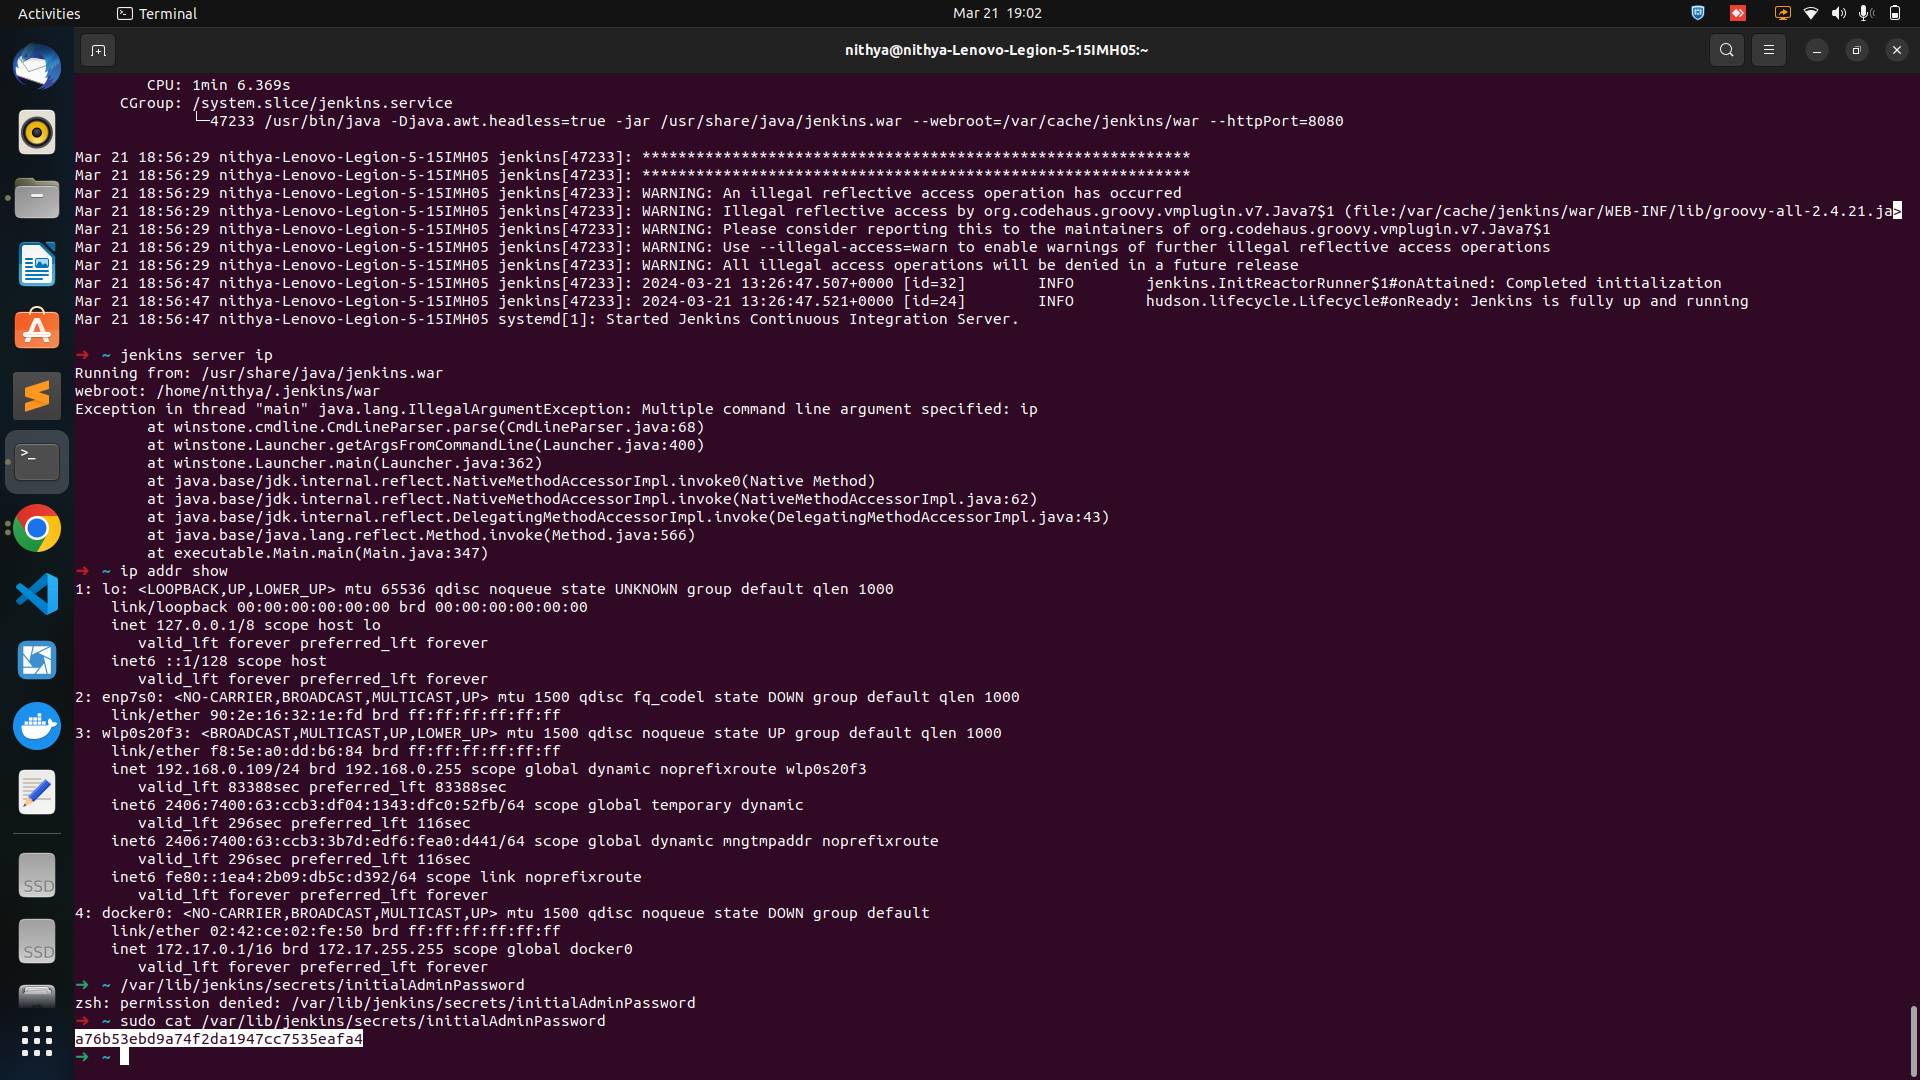 Activities
Terminal
Mar 21 19:02
nithya@nithya-Lenovo-Legion-5-15IMH05:~
CPU: 1min 6.369s
CGroup: /system.slice/jenkins.service
└─47233 /usr/bin/java -Djava.awt.headless=true -jar /usr/share/java/jenkins.war --webroot=/var/cache/jenkins/war --httpPort=8080
Mar 21 18:56:29 nithya-Lenovo-Legion-5-15IMH05 jenkins[47233]: *************************************************************
Mar 21 18:56:29 nithya-Lenovo-Legion-5-15IMH05 jenkins[47233]: *************************************************************
Mar 21 18:56:29 nithya-Lenovo-Legion-5-15IMH05 jenkins[47233]: WARNING: An illegal reflective access operation has occurred
Mar 21 18:56:29 nithya-Lenovo-Legion-5-15IMH05 jenkins[47233]: WARNING: Illegal reflective access by org.codehaus.groovy.vmplugin.v7.Java7$1 (file:/var/cache/jenkins/war/WEB-INF/lib/groovy-all-2.4.21.ja>
Mar 21 18:56:29 nithya-Lenovo-Legion-5-15IMH05 jenkins[47233]: WARNING: Please consider reporting this to the maintainers of org.codehaus.groovy.vmplugin.v7.Java7$1
Mar 21 18:56:29 nithya-Lenovo-Legion-5-15IMH05 jenkins[47233]: WARNING: Use --illegal-access=warn to enable warnings of further illegal reflective access operations
Mar 21 18:56:29 nithya-Lenovo-Legion-5-15IMH05 jenkins[47233]: WARNING: All illegal access operations will be denied in a future release
Mar 21 18:56:47 nithya-Lenovo-Legion-5-15IMH05 jenkins[47233]: 2024-03-21 13:26:47.507+0000 [id=32] INFO jenkins.InitReactorRunner$1#onAttained: Completed initialization
Mar 21 18:56:47 nithya-Lenovo-Legion-5-15IMH05 jenkins[47233]: 2024-03-21 13:26:47.521+0000 [id=24] INFO hudson.lifecycle.Lifecycle#onReady: Jenkins is fully up and running
Mar 21 18:56:47 nithya-Lenovo-Legion-5-15IMH05 systemd[1]: Started Jenkins Continuous Integration Server.
➜ ~ jenkins server ip
Running from: /usr/share/java/jenkins.war
webroot: /home/nithya/.jenkins/war
Exception in thread "main" java.lang.IllegalArgumentException: Multiple command line argument specified: ip
at winstone.cmdline.CmdLineParser.parse(CmdLineParser.java:68)
at winstone.Launcher.getArgsFromCommandLine(Launcher.java:400)
at winstone.Launcher.main(Launcher.java:362)
at java.base/jdk.internal.reflect.NativeMethodAccessorImpl.invoke0(Native Method)
at java.base/jdk.internal.reflect.NativeMethodAccessorImpl.invoke(NativeMethodAccessorImpl.java:62)
at java.base/jdk.internal.reflect.DelegatingMethodAccessorImpl.invoke(DelegatingMethodAccessorImpl.java:43)
at java.base/java.lang.reflect.Method.invoke(Method.java:566)
at executable.Main.main(Main.java:347)
➜ ~ ip addr show
1: lo: <LOOPBACK,UP,LOWER_UP> mtu 65536 qdisc noqueue state UNKNOWN group default qlen 1000
link/loopback 00:00:00:00:00:00 brd 00:00:00:00:00:00
inet 127.0.0.1/8 scope host lo
valid_lft forever preferred_lft forever
inet6 ::1/128 scope host
valid_lft forever preferred_lft forever
2: enp7s0: <NO-CARRIER,BROADCAST,MULTICAST,UP> mtu 1500 qdisc fq_codel state DOWN group default qlen 1000
link/ether 90:2e:16:32:1e:fd brd ff:ff:ff:ff:ff:ff
3: wlp0s20f3: <BROADCAST,MULTICAST,UP,LOWER_UP> mtu 1500 qdisc noqueue state UP group default qlen 1000
link/ether f8:5e:a0:dd:b6:84 brd ff:ff:ff:ff:ff:ff
inet 192.168.0.109/24 brd 192.168.0.255 scope global dynamic noprefixroute wlp0s20f3
valid_lft 83388sec preferred_lft 83388sec
inet6 2406:7400:63:ccb3:df04:1343:dfc0:52fb/64 scope global temporary dynamic
valid_lft 296sec preferred_lft 116sec
inet6 2406:7400:63:ccb3:3b7d:edf6:fea0:d441/64 scope global dynamic mngtmpaddr noprefixroute
valid_lft 296sec preferred_lft 116sec
inet6 fe80::1ea4:2b09:db5c:d392/64 scope link noprefixroute
valid_lft forever preferred_lft forever
4: docker0: <NO-CARRIER,BROADCAST,MULTICAST,UP> mtu 1500 qdisc noqueue state DOWN group default
link/ether 02:42:ce:02:fe:50 brd ff:ff:ff:ff:ff:ff
inet 172.17.0.1/16 brd 172.17.255.255 scope global docker0
valid_lft forever preferred_lft forever
➜ ~ /var/lib/jenkins/secrets/initialAdminPassword
zsh: permission denied: /var/lib/jenkins/secrets/initialAdminPassword
➜ ~ sudo cat /var/lib/jenkins/secrets/initialAdminPassword
a76b53ebd9a74f2da1947cc7535eafa4
➜ ~
SSD
SSD